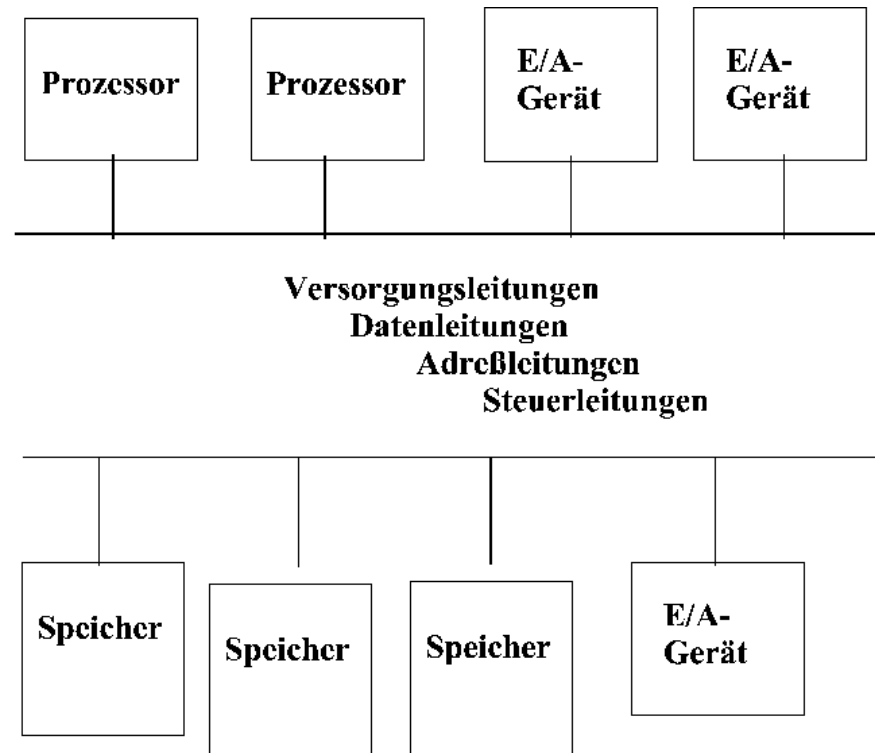 Prozessor
Prozessor
E/A-
Gerät
E/A-
Gerät
Versorgungsleitungen
Datenleitungen
Adreßleitungen
Steuerleitungen
Speicher
Speicher
Speicher
E/A-
Gerät